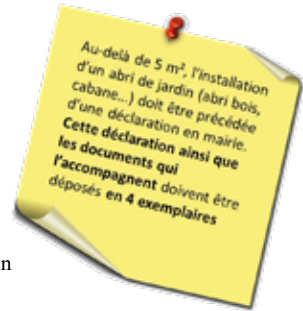 Au-delà de 5 m², l'installation
d'un abri de jardin (abri bois,
cabane...) doit être précédée
d'une déclaration en mairie.
Cette déclaration ainsi que
les documents qui
l'accompagnent doivent être
déposés en 4 exemplaires
n